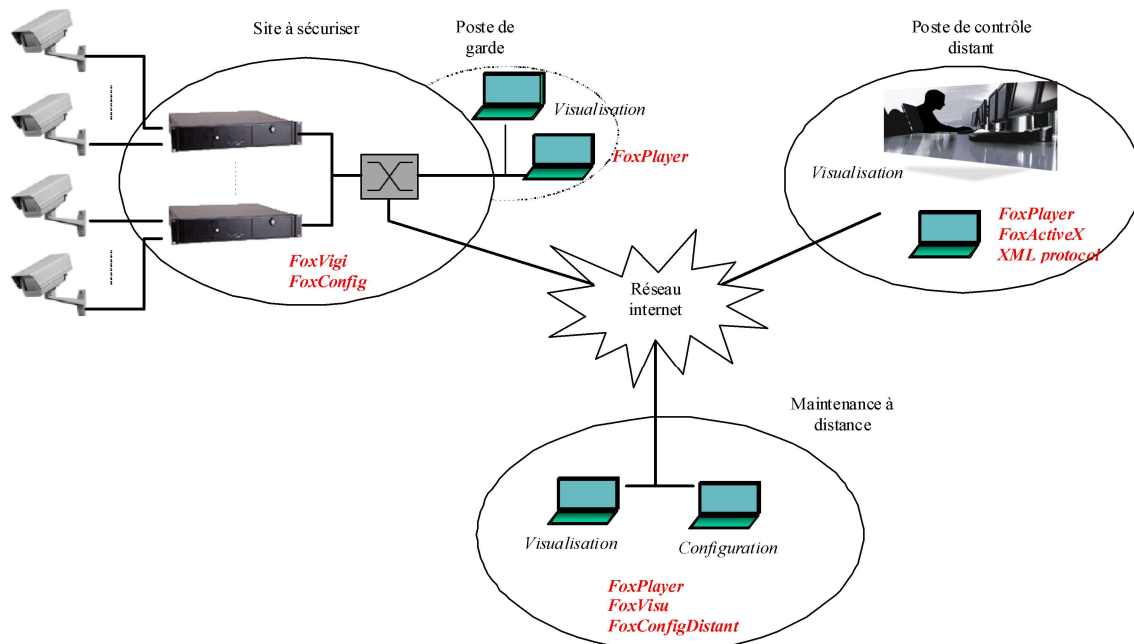 Site à sécuriser
Poste de
garde
Visualisation
FoxPlayer
FoxVigi
FoxConfig
Poste de contrôle
distant
Visualisation
FoxPlayer
FoxActiveX
XML protocol
Réseau
internet
Maintenance à
distance
Visualisation
Configuration
FoxPlayer
FoxVisu
FoxConfigDistant